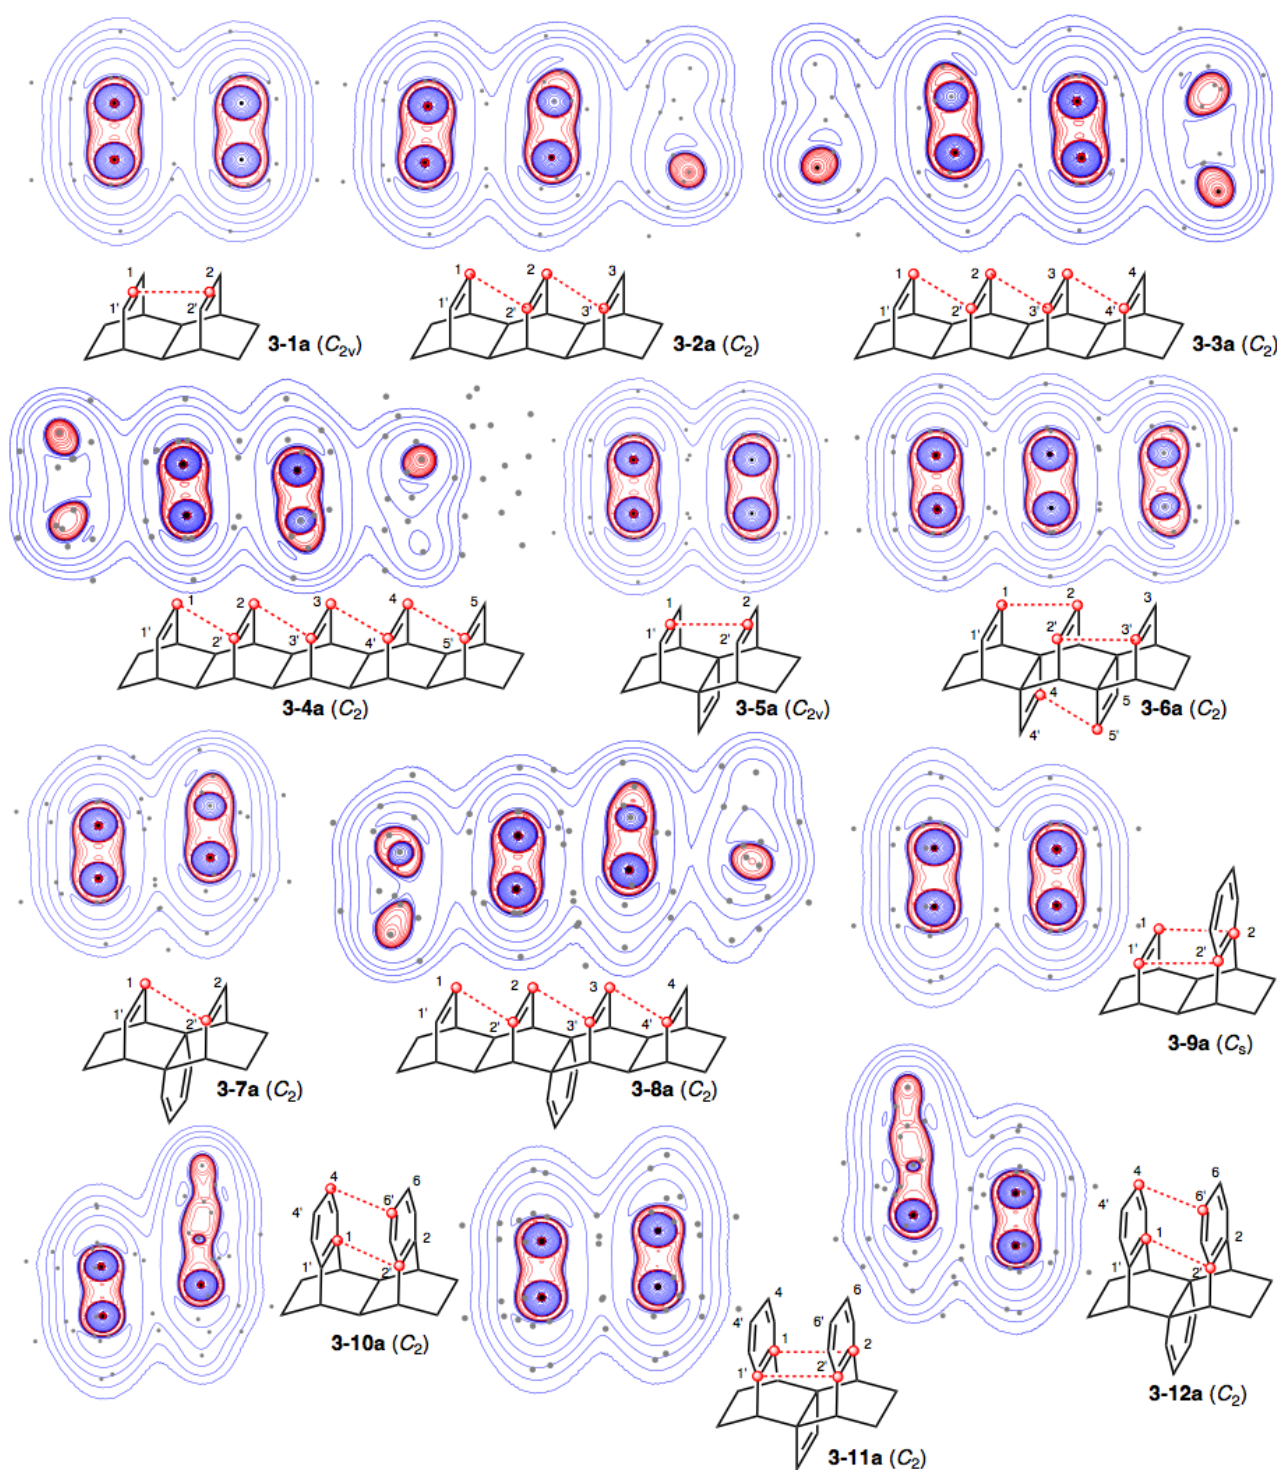 1 2
1' 2'
3-1a (C2v)
1 2 3
1' 2' 3'
3-2a (C2)
1 2 3 4
1' 2' 3' 4'
3-3a (C2)
1 2 3 4 5
1' 2' 3' 4' 5'
3-4a (C2)
1 2
1' 2'
3-5a (C2v)
1 2 3
2' 3'
1'
4 5
4' 5'
3-6a (C2)
1 2
1' 2'
3-7a (C2)
1 2 3 4
1' 2' 3' 4'
3-8a (C2)
1 2
1' 2'
3-9a (Cs)
4 6
4' 6'
1 2
1' 2'
3-10a (C2)
4 6
4' 6'
1 2
1' 2'
3-11a (C2)
4 6
4' 6'
1 2
1' 2'
3-12a (C2)